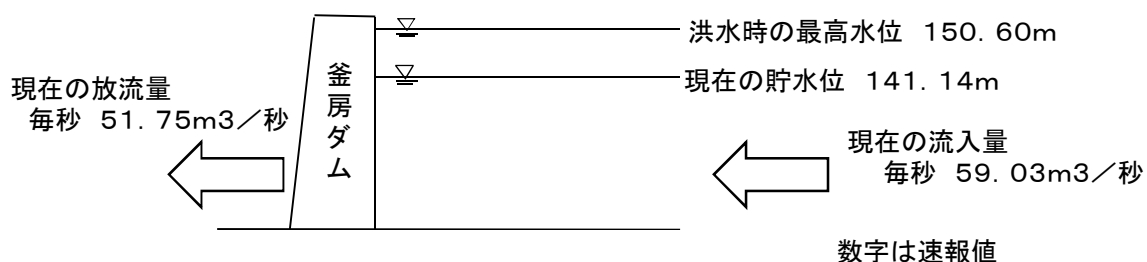 洪水時の最高水位 150.60m
釜房ダム
現在の貯水位 141.14m
現在の放流量
毎秒 51.75m3/秒
現在の流入量
毎秒 59.03m3/秒
数字は速報値